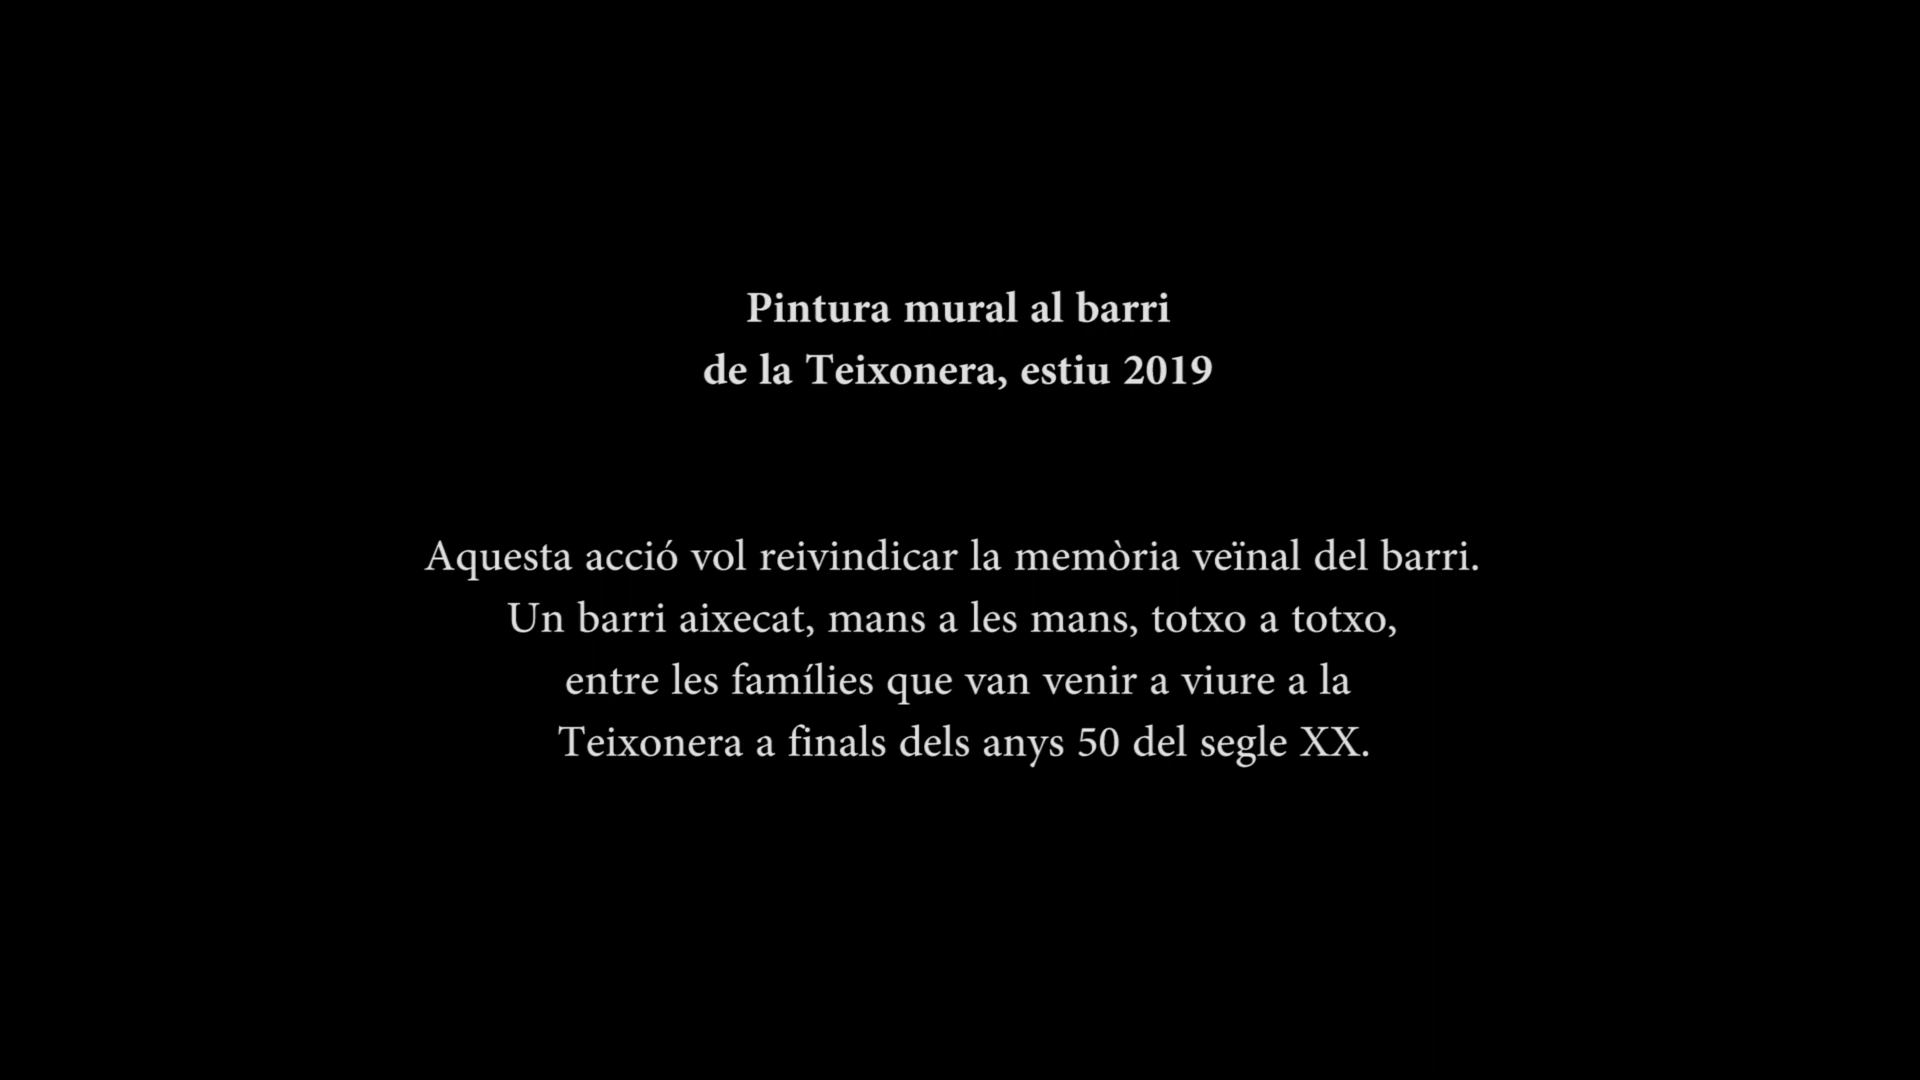 Pintura mural al barri
de la Teixonera, estiu 2019
Aquesta acció vol reivindicar la memòria veïnal del barri.
Un barri aixecat, mans a les mans, totxo a totxo,
entre les famílies que van venir a viure a la
Teixonera a finals dels anys 50 del segle XX.